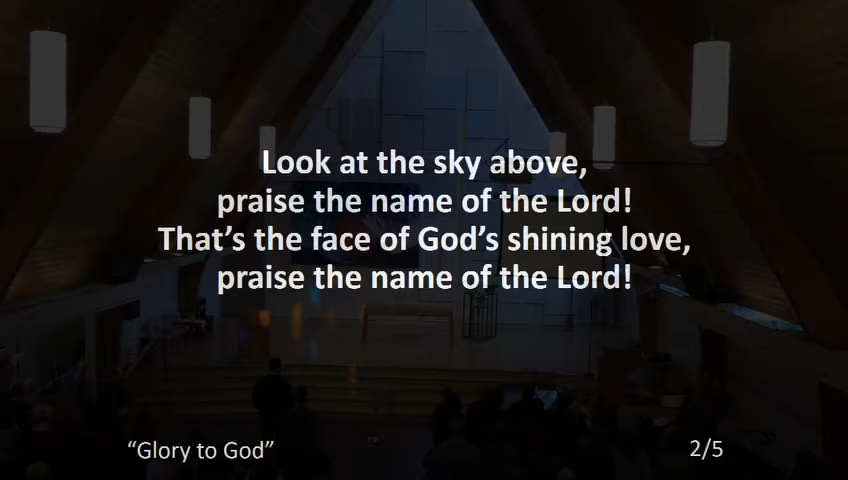 Look at the sky above,
praise the name of the Lord!
That's the face of God's shining love,
praise the name of the Lord!
“Glory to God”
2/5